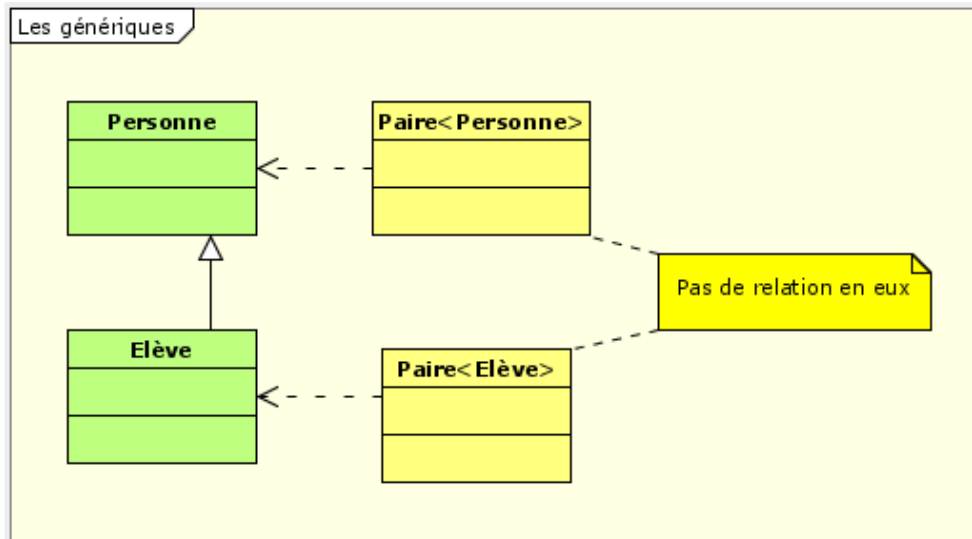 Les génériques
Personne
Paire<Personne>
Pas de relation en eux
Elève
Paire<Elève>